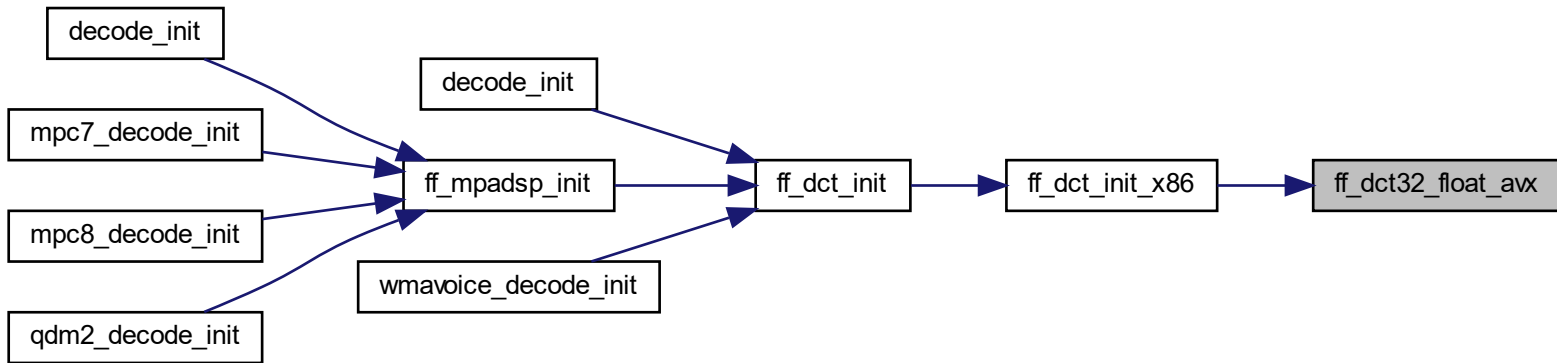 decode_init
mpc7_decode_init
mpc8_decode_init
qdm2_decode_init
decode_init
ff_mpadsp_init
wmavoice_decode_init
ff_dct_init
ff_dct_init_x86
ff_dct32_float_avx